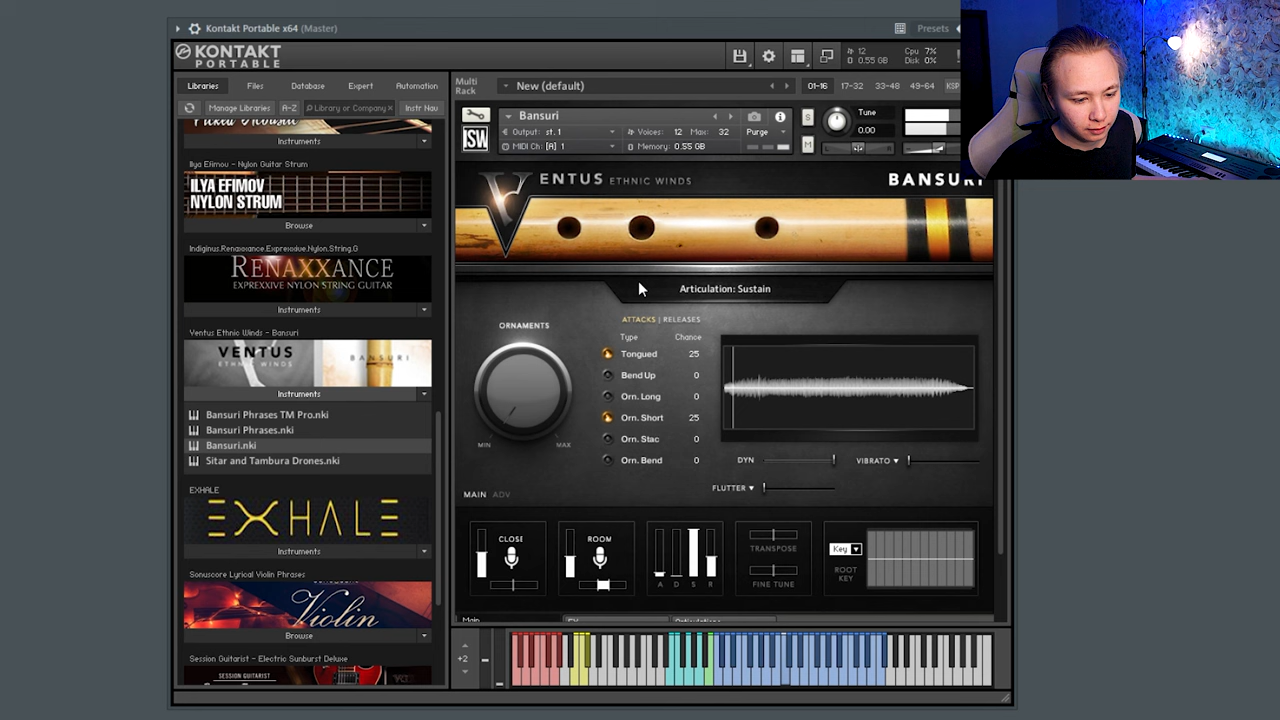 Kontakt Portable x64 (Master)
Presets
KONTAKT
PORTABLE
12
0.55 GB
Cpu 7%
Disk 0%
Libraries
Files
Database
Expert
Automation
Manage Libraries
A-Z
Library or Company
Instr Nav
Multi
Rack
New (default)
01-16
17-32
33-48
49-64
KSP
Instruments
Bansuri
Output: st.1
Voices: 12 Max: 32
Purge
MIDI Ch: [A] 1
Memory: 0.55 GB
Tune
0.00
S
M
L
R
ISW
Ilya Efimov - Nylon Guitar Strum
ILYA EFIMOV
NYLON STRUM
Browse
Indiginus.Renaxxance.Expressive.Nylon.String.G
RENAXXANCE
EXPREXXIVE NYLON STRING GUITAR
Instruments
Ventus Ethnic Winds - Bansuri
VENTUS
ETHNIC WINDS
BANSURI
Instruments
Bansuri Phrases TM Pro.nki
Bansuri Phrases.nki
Bansuri.nki
Sitar and Tambura Drones.nki
EXHALE
EXHALE
Instruments
Sonuscore Lyrical Violin Phrases
Violin
Browse
Session Guitarist - Electric Sunburst Deluxe
SESSION GUITARIST
VENTUS ETHNIC WINDS
BANSURI
Articulation: Sustain
ORNAMENTS
MIN
MAX
ATTACKS | RELEASES
Type Chance
Tongued 25
Bend Up 0
Orn. Long 0
Orn. Short 25
Orn. Stac 0
Orn. Bend 0
DYN
VIBRATO
FLUTTER
MAIN ADV
CLOSE
ROOM
A D S R
TRANSPOSE
FINE TUNE
Key
ROOT
KEY
Main
FX
Articulations
+2